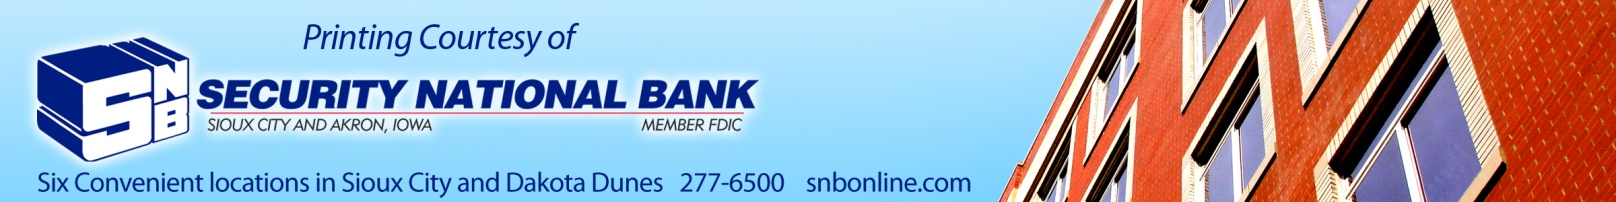 Printing Courtesy of
SNB
SECURITY NATIONAL BANK
SIOUX CITY AND AKRON, IOWA MEMBER FDIC
Six Convenient locations in Sioux City and Dakota Dunes 277-6500 snbonline.com